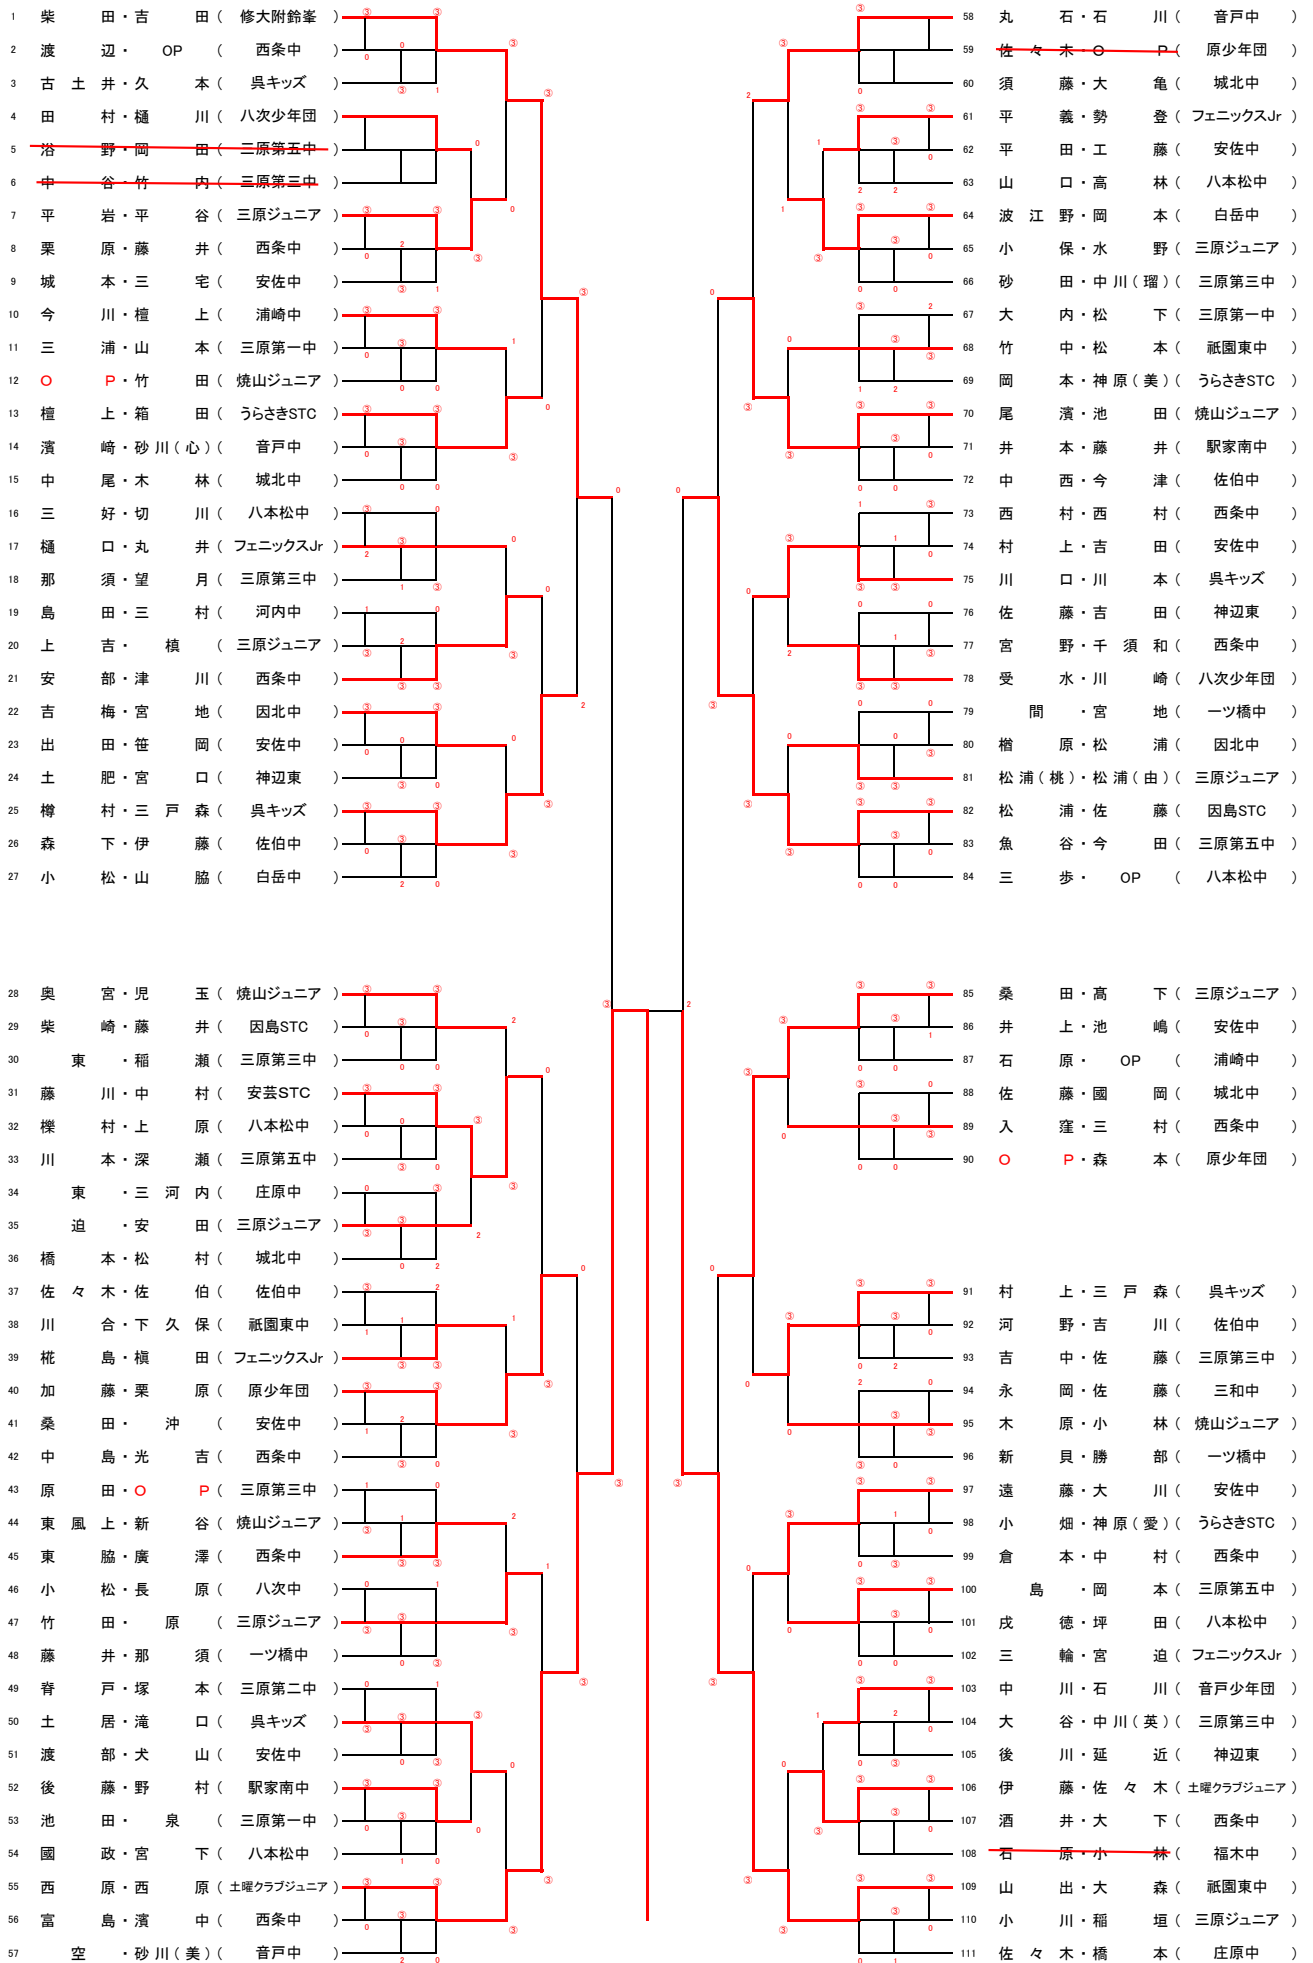 1 柴田・吉田（修大附鈴峯）
2 渡辺・OP（西条中）
3 古土井・久本（呉キッズ）
4 田村・樋川（八次少年団）
5 浴野・岡田（三原第五中）
6 中谷・竹内（三原第三中）
7 平岩・平谷（三原ジュニア）
8 栗原・藤井（西条中）
9 城本・三宅（安佐中）
10 今川・檀上（浦崎中）
11 三浦・山本（三原第一中）
12 OP・竹田（焼山ジュニア）
13 檀上・箱田（うらさきSTC）
14 濱﨑・砂川(心)（音戸中）
15 中尾・木林（城北中）
16 三好・切川（八本松中）
17 樋口・丸井（フェニックスJr）
18 那須・望月（三原第三中）
19 島田・三村（河内中）
20 上吉・槙（三原ジュニア）
21 安部・津川（西条中）
22 吉梅・宮地（因北中）
23 出田・笹岡（安佐中）
24 土肥・宮口（神辺東）
25 樽村・三戸森（呉キッズ）
26 森下・伊藤（佐伯中）
27 小松・山脇（白岳中）
28 奥宮・児玉（焼山ジュニア）
29 柴崎・藤井（因島STC）
30 東・稲瀬（三原第三中）
31 藤川・中村（安芸STC）
32 檪村・上原（八本松中）
33 川本・深瀬（三原第五中）
34 東・三河内（庄原中）
35 迫・安田（三原ジュニア）
36 橋本・松村（城北中）
37 佐々木・佐伯（佐伯中）
38 川合・下久保（祇園東中）
39 椛島・槇田（フェニックスJr）
40 加藤・栗原（原少年団）
41 桑田・沖（安佐中）
42 中島・光吉（西条中）
43 原田・OP（三原第三中）
44 東風上・新谷（焼山ジュニア）
45 東脇・廣澤（西条中）
46 小松・長原（八次中）
47 竹田・原（三原ジュニア）
48 藤井・那須（一ツ橋中）
49 脊戸・塚本（三原第二中）
50 土居・滝口（呉キッズ）
51 渡部・犬山（安佐中）
52 後藤・野村（駅家南中）
53 池田・泉（三原第一中）
54 國政・宮下（八本松中）
55 西原・西原（土曜クラブジュニア）
56 富島・濱中（西条中）
57 空・砂川(美)（音戸中）
58 丸石・石川（音戸中）
59 佐々木・OP（原少年団）
60 須藤・大亀（城北中）
61 平義・勢登（フェニックスJr）
62 平田・工藤（安佐中）
63 山口・高林（八本松中）
64 波江野・岡本（白岳中）
65 小保・水野（三原ジュニア）
66 砂田・中川(瑠)（三原第三中）
67 大内・松下（三原第一中）
68 竹中・松本（祇園東中）
69 岡本・神原(美)（うらさきSTC）
70 尾濱・池田（焼山ジュニア）
71 井本・藤井（駅家南中）
72 中西・今津（佐伯中）
73 西村・西村（西条中）
74 村上・吉田（安佐中）
75 川口・川本（呉キッズ）
76 佐藤・吉田（神辺東）
77 宮野・千須和（西条中）
78 受水・川崎（八次少年団）
79 間・宮地（一ツ橋中）
80 楢原・松浦（因北中）
81 松浦(桃)・松浦(由)（三原ジュニア）
82 松浦・佐藤（因島STC）
83 魚谷・今田（三原第五中）
84 三歩・OP（八本松中）
85 桑田・髙下（三原ジュニア）
86 井上・池嶋（安佐中）
87 石原・OP（浦崎中）
88 佐藤・國岡（城北中）
89 入窪・三村（西条中）
90 OP・森本（原少年団）
91 村上・三戸森（呉キッズ）
92 河野・吉川（佐伯中）
93 吉中・佐藤（三原第三中）
94 永岡・佐藤（三和中）
95 木原・小林（焼山ジュニア）
96 新貝・勝部（一ツ橋中）
97 遠藤・大川（安佐中）
98 小畑・神原(愛)（うらさきSTC）
99 倉本・中村（西条中）
100 島・岡本（三原第五中）
101 戌徳・坪田（八本松中）
102 三輪・宮迫（フェニックスJr）
103 中川・石川（音戸少年団）
104 大谷・中川(英)（三原第三中）
105 後川・延近（神辺東）
106 伊藤・佐々木（土曜クラブジュニア）
107 酒井・大下（西条中）
108 石原・小林（福木中）
109 山出・大森（祇園東中）
110 小川・稲垣（三原ジュニア）
111 佐々木・橋本（庄原中）